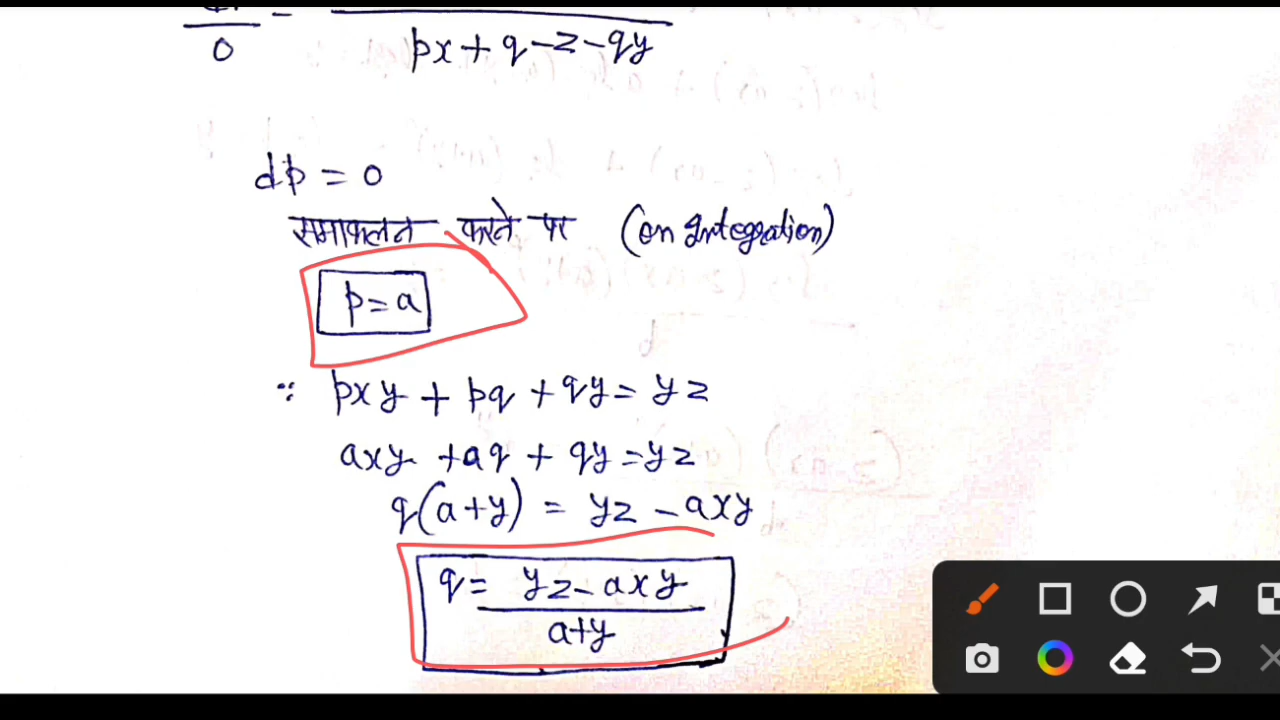 0 = px + q - z - qy
dp = 0
समाकलन करने पर (on Integration)
p = a
∵ pxy + pq + qy = yz
axy + aq + qy = yz
q(a+y) = yz - axy
q = yz - axy
a+y